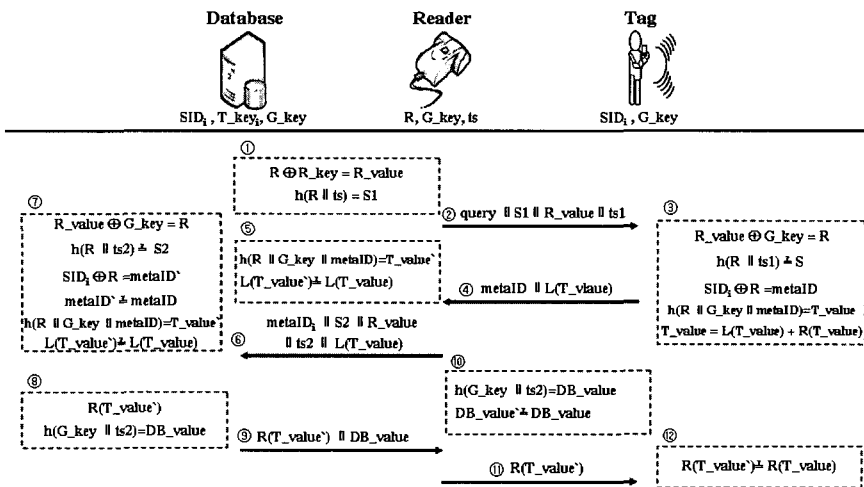 Database Reader Tag
SIDᵢ, T_keyᵢ, G_key
R, G_key, ts
SIDᵢ, G_key
①
R ⊕ R_key = R_value
h(R ∥ ts) = S1
② query ∥ S1 ∥ R_value ∥ ts1
③
R_value ⊕ G_key = R
h(R ∥ ts1) ≟ S
SIDᵢ ⊕ R =metaID
h(R ∥ G_key ∥ metaID)=T_value
T_value = L(T_value) + R(T_value)
④ metaID ∥ L(T_vlaue)
⑤
h(R ∥ G_key ∥ metaID)=T_value`
L(T_value`) ≟ L(T_value)
metaIDᵢ ∥ S2 ∥ R_value
⑥ ∥ ts2 ∥ L(T_value)
⑦
R_value ⊕ G_key = R
h(R ∥ ts2) ≟ S2
SIDᵢ ⊕ R =metaID`
metaID` ≟ metaID
h(R ∥ G_key ∥ metaID)=T_value`
L(T_value`) ≟ L(T_value)
⑧
R(T_value`)
h(G_key ∥ ts2)=DB_value
⑨ R(T_value`) ∥ DB_value
⑩
h(G_key ∥ ts2)=DB_value
DB_value` ≟ DB_value
⑪ R(T_value`)
⑫
R(T_value`) ≟ R(T_value)